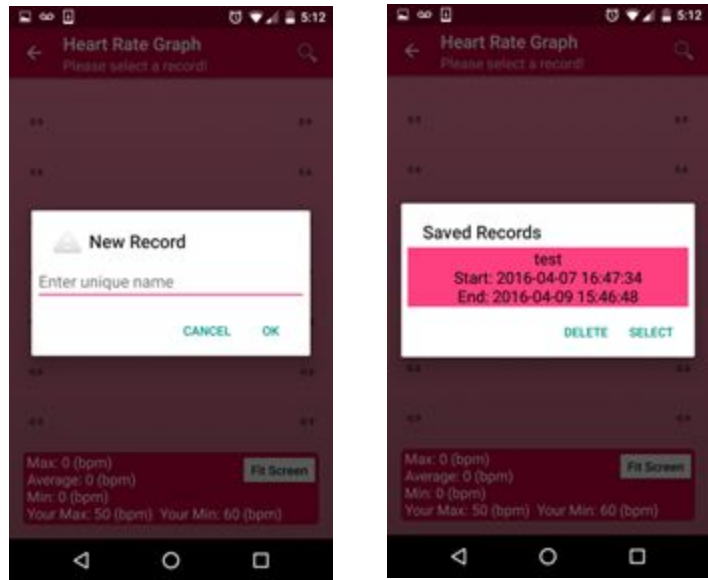 5:12
Heart Rate Graph
Please select a record!
New Record
Enter unique name
CANCEL OK
Max: 0 (bpm)
Average: 0 (bpm)
Min: 0 (bpm)
Your Max: 50 (bpm) Your Min: 60 (bpm)
Fit Screen
5:12
Heart Rate Graph
Please select a record!
Saved Records
test
Start: 2016-04-07 16:47:34
End: 2016-04-09 15:46:48
DELETE SELECT
Max: 0 (bpm)
Average: 0 (bpm)
Min: 0 (bpm)
Your Max: 50 (bpm) Your Min: 60 (bpm)
Fit Screen